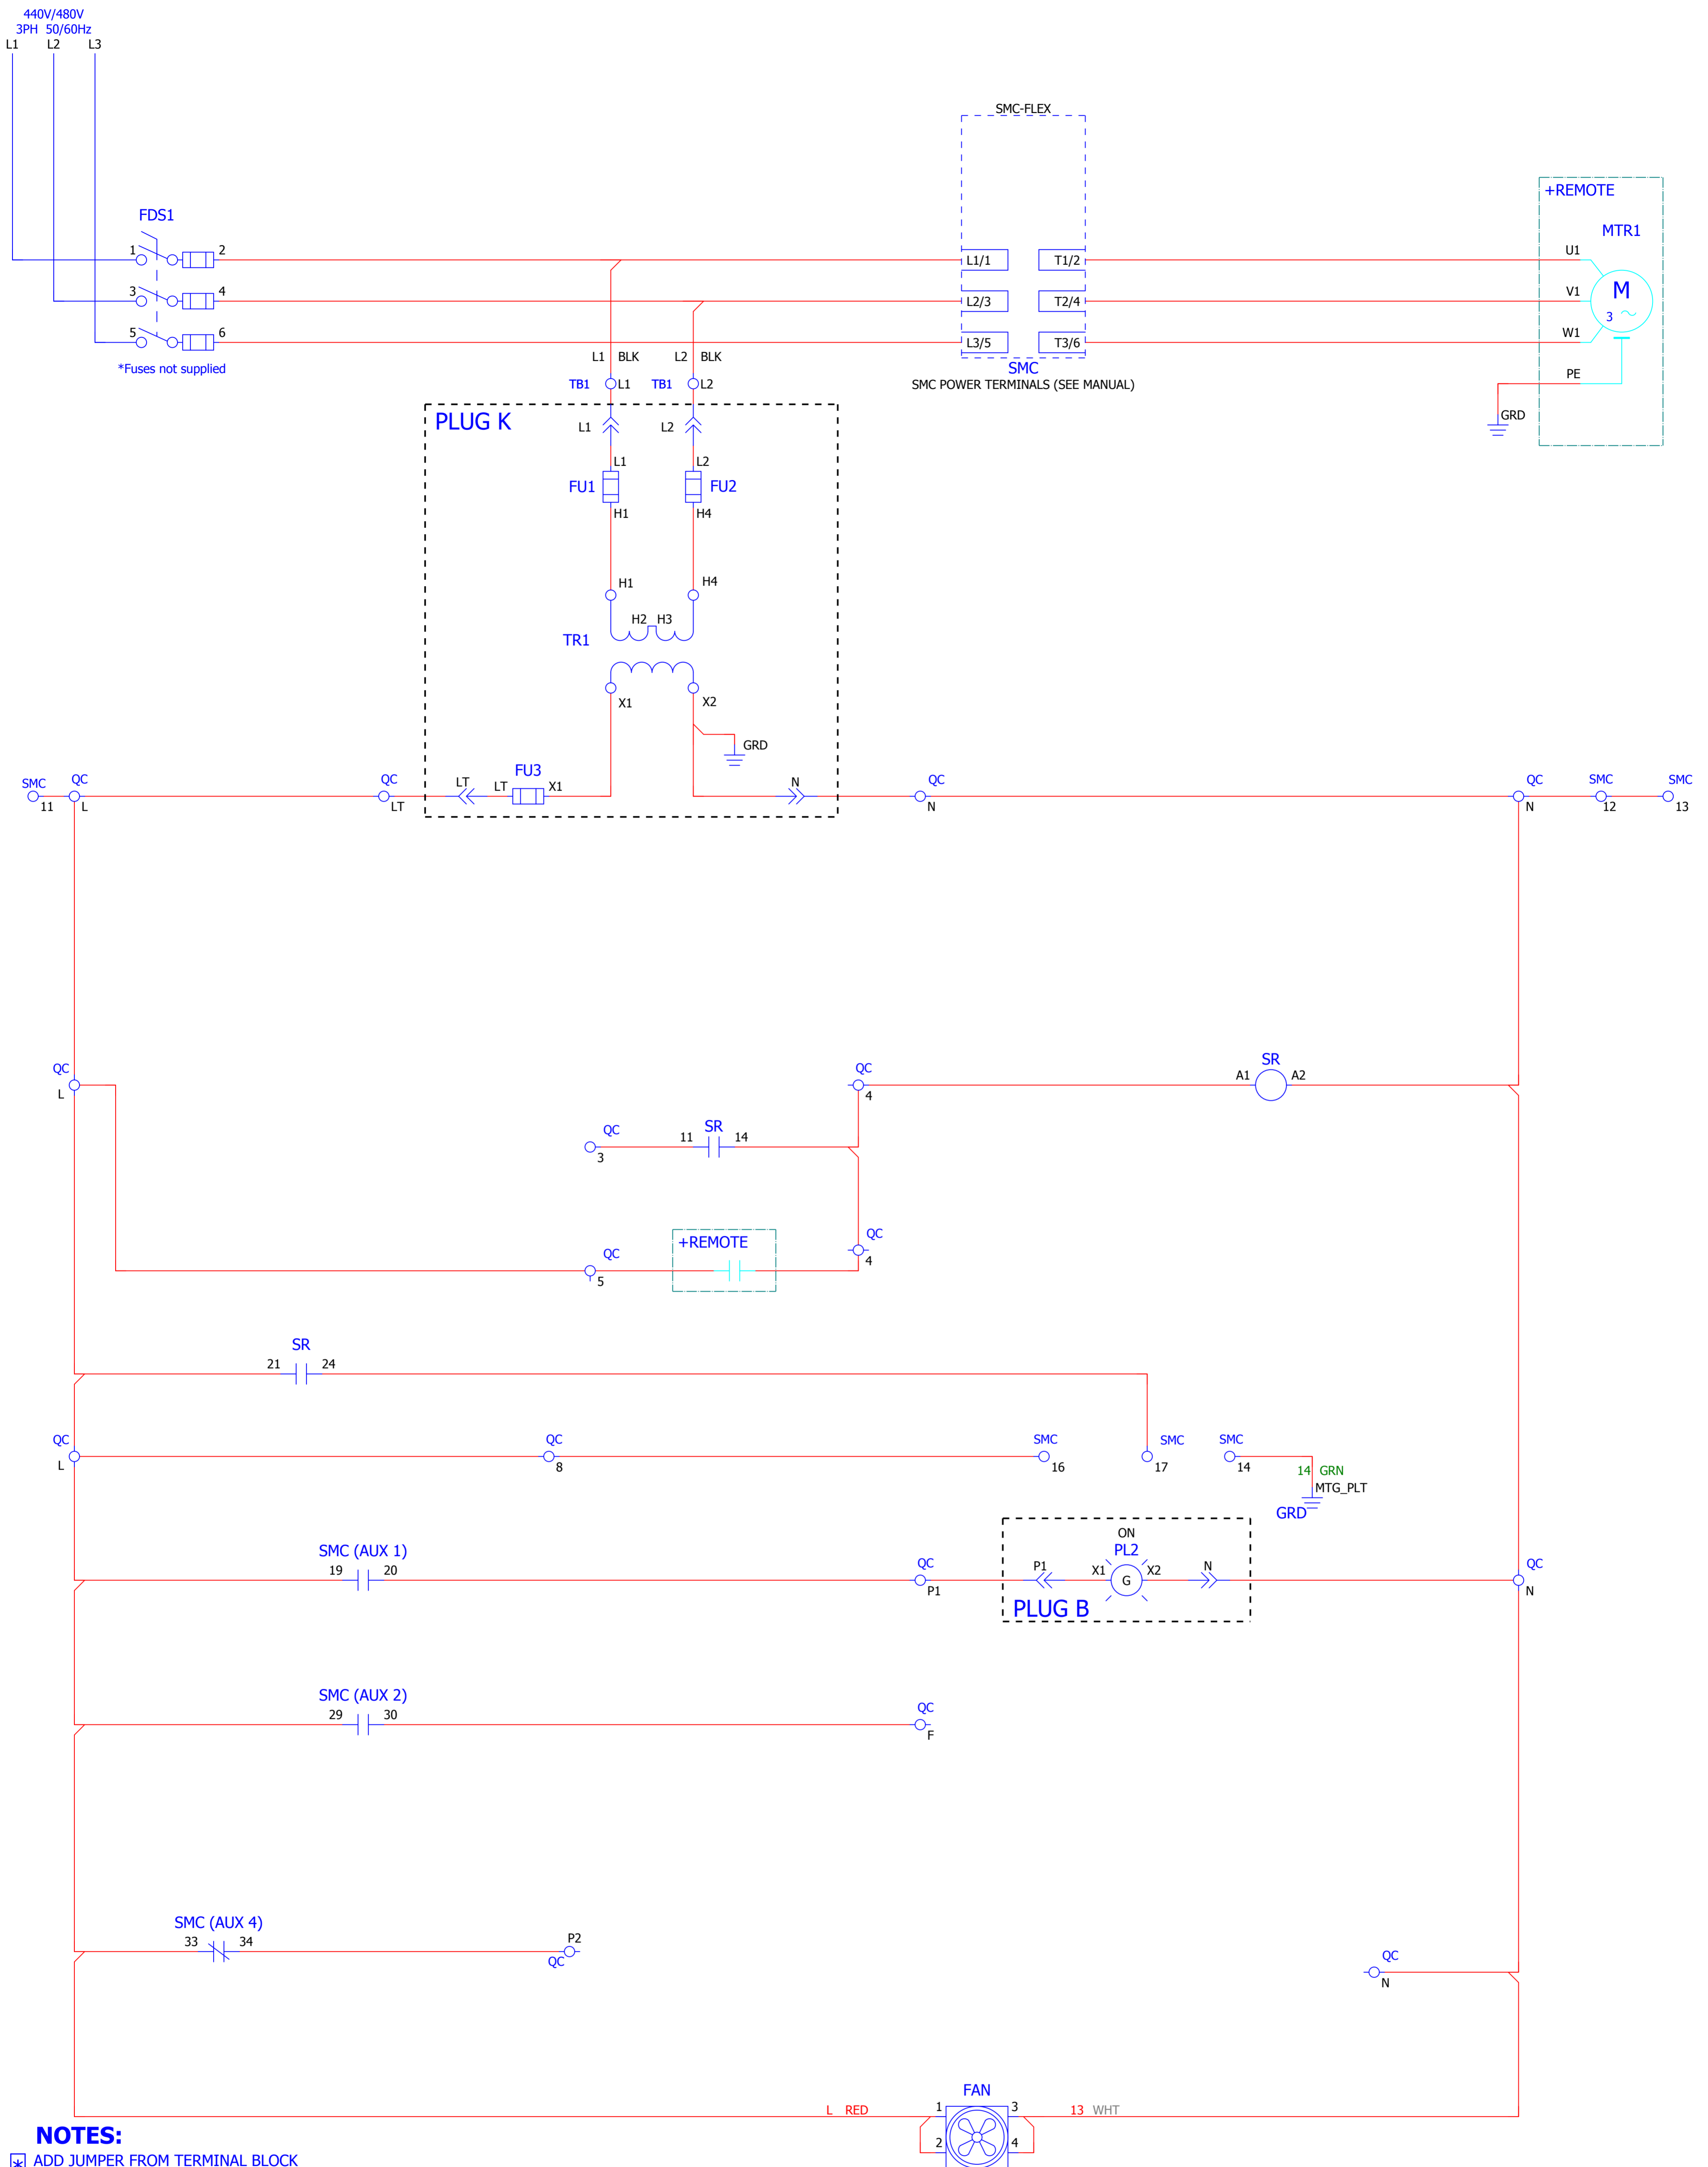 440V/480V
3PH 50/60Hz
L1 L2 L3
SMC-FLEX
+REMOTE
MTR1
FDS1
1 2
L1/1 T1/2
U1
3 4
L2/3 T2/4
V1
M
3
5 6
L3/5 T3/6
W1
*Fuses not supplied
L1 BLK L2 BLK
SMC
SMC POWER TERMINALS (SEE MANUAL)
PE
TB1 L1 TB1 L2
GRD
PLUG K
L1 L2
L1 L2
FU1 FU2
H1 H4
H1 H4
H2 H3
TR1
X1 X2
GRD
SMC QC QC LT LT FU3 X1 N QC QC SMC SMC
11 L LT N N 12 13
QC QC SR
L 4 A1 A2
QC SR
3 11 14
QC
4
QC +REMOTE
5
SR
21 24
QC QC SMC SMC SMC
L 8 16 17 14
14 GRN
MTG_PLT
GRD
ON
SMC (AUX 1) PL2
19 20 QC P1 P1 X1 G X2 N QC N
PLUG B
SMC (AUX 2)
29 30 QC F
SMC (AUX 4)
33 34 P2
QC
QC
N
FAN
L RED 1 3 13 WHT
2 4
NOTES:
* ADD JUMPER FROM TERMINAL BLOCK